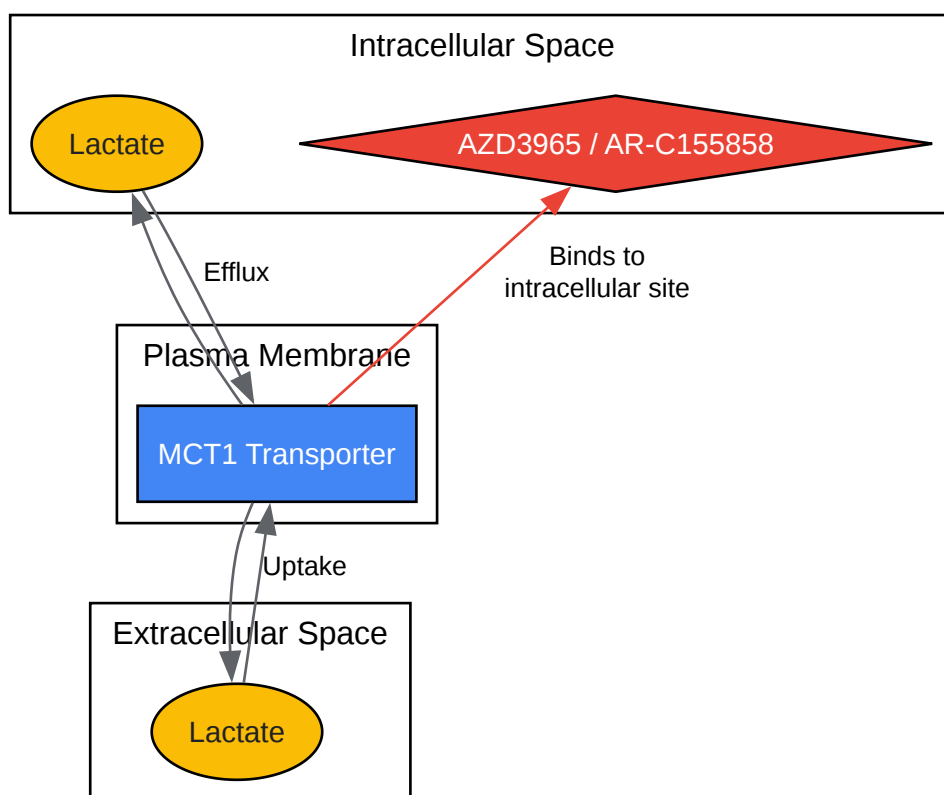 Intracellular Space
Lactate
AZD3965 / AR-C155858
Efflux
Binds to
intracellular site
Plasma Membrane
MCT1 Transporter
Uptake
Extracellular Space
Lactate